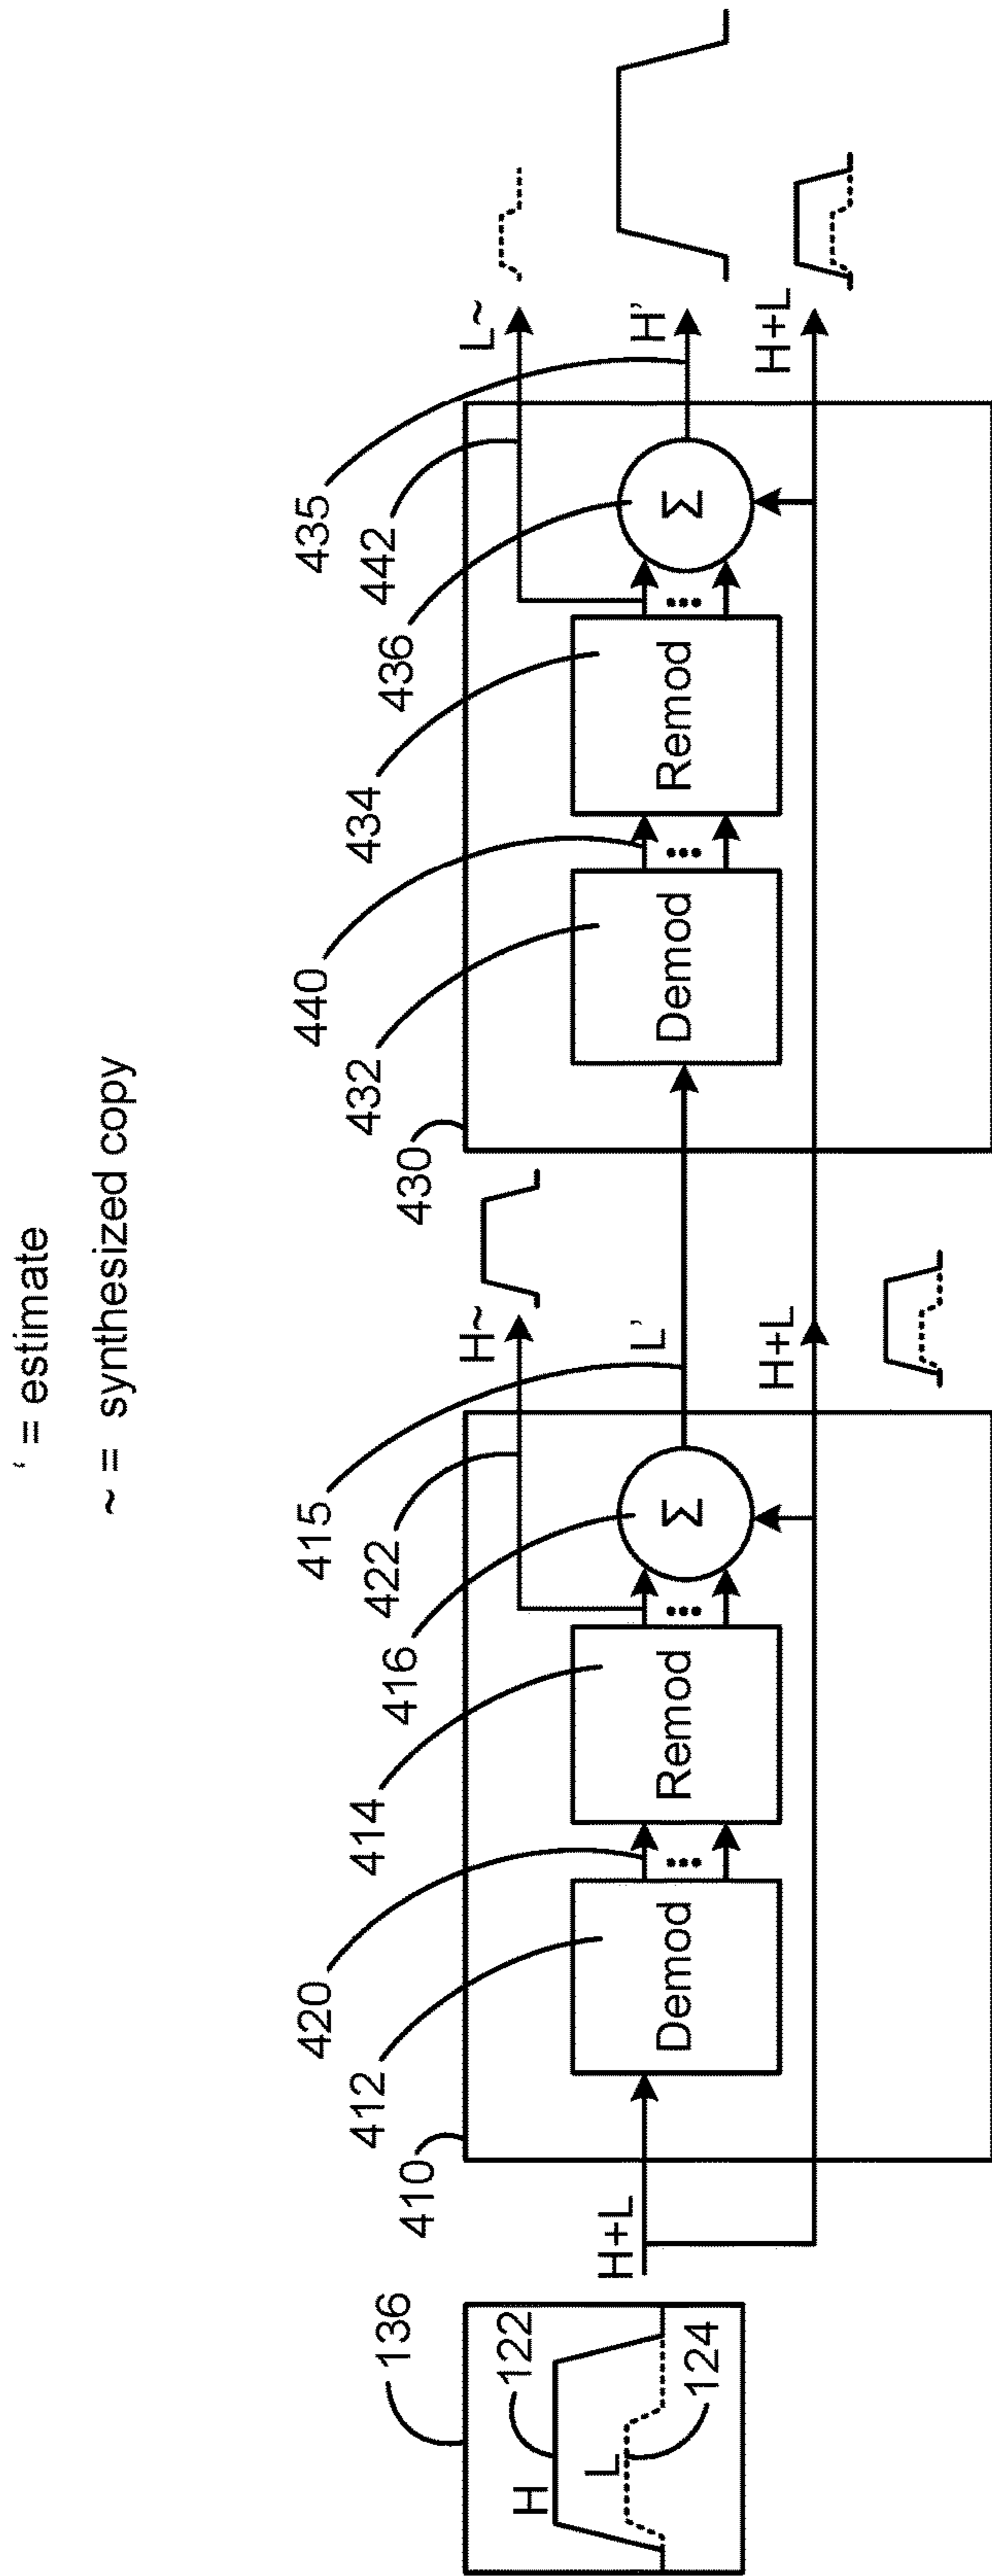 ‘ = estimate
~ = synthesized copy
136
H
122
L
124
H+L
410
412
Demod
420
414
Remod
416
Σ
422
415
H~
L’
H+L
430
432
Demod
440
434
Remod
436
Σ
442
435
L~
H’
H+L